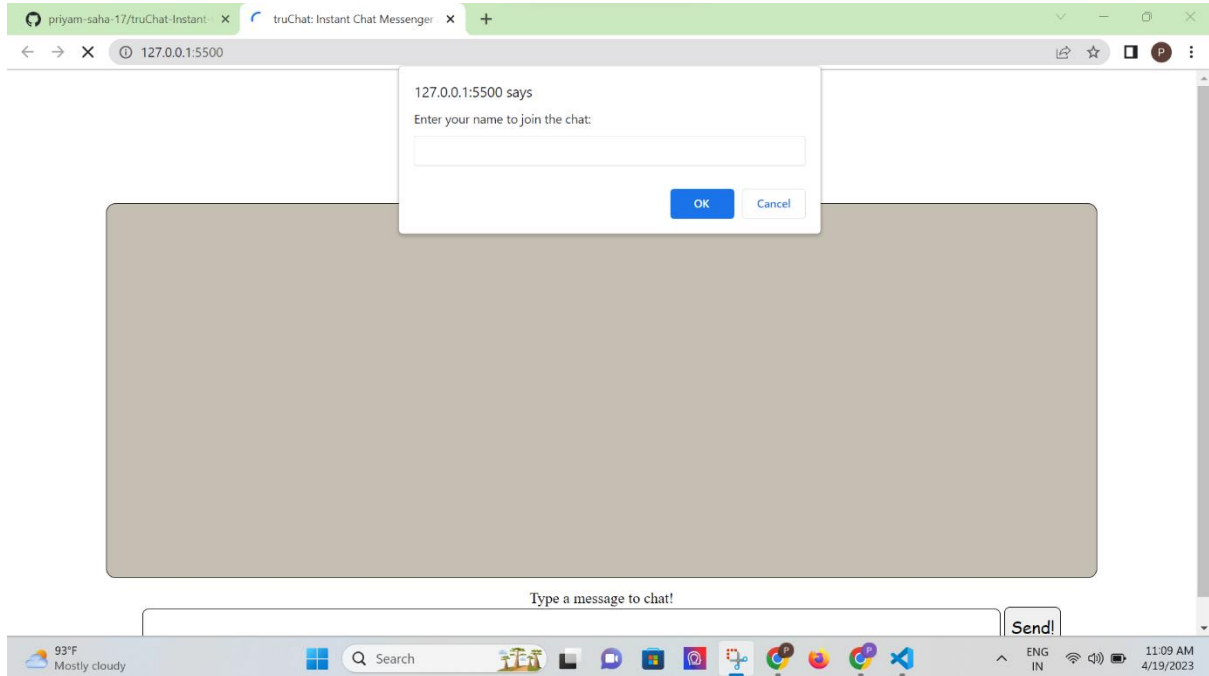 priyam-saha-17/truChat-Instant-
truChat: Instant Chat Messenger
127.0.0.1:5500
127.0.0.1:5500 says
Enter your name to join the chat:
OK
Cancel
Type a message to chat!
Send!
93°F
Mostly cloudy
Search
ENG
IN
11:09 AM
4/19/2023
P